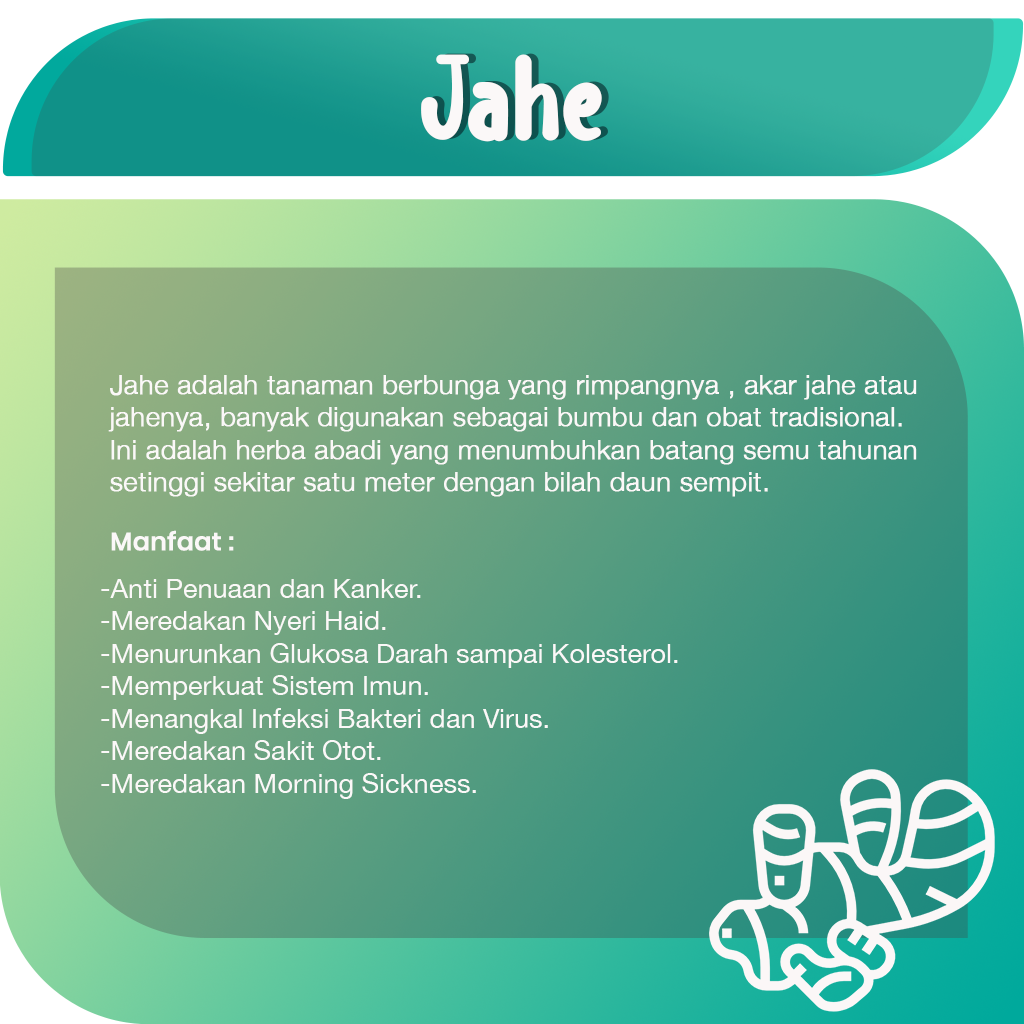 Jahe
Jahe adalah tanaman berbunga yang rimpangnya , akar jahe atau
jahenya, banyak digunakan sebagai bumbu dan obat tradisional.
Ini adalah herba abadi yang menumbuhkan batang semu tahunan
setinggi sekitar satu meter dengan bilah daun sempit.
Manfaat :
-Anti Penuaan dan Kanker.
-Meredakan Nyeri Haid.
-Menurunkan Glukosa Darah sampai Kolesterol.
-Memperkuat Sistem Imun.
-Menangkal Infeksi Bakteri dan Virus.
-Meredakan Sakit Otot.
-Meredakan Morning Sickness.